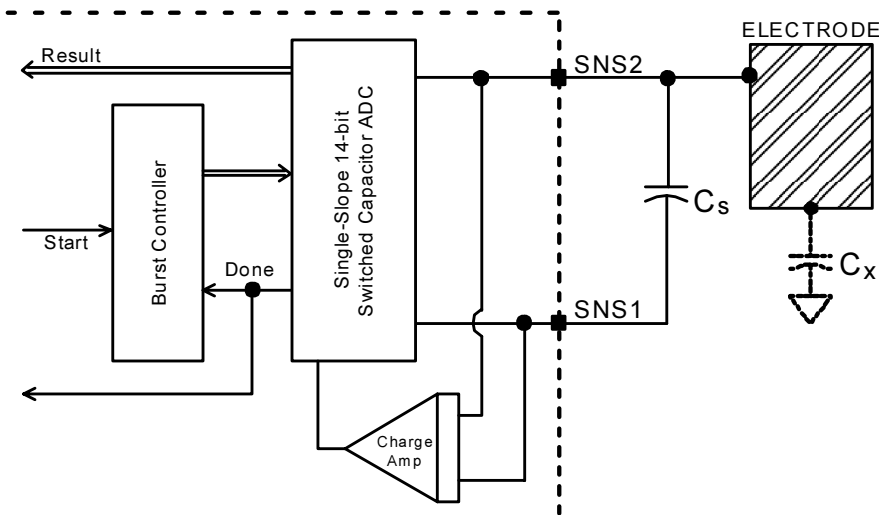 ELECTRODE
Result
SNS2
Single-Slope 14-bit
Switched Capacitor ADC
Burst Controller
Cs
Start
Done
Cx
SNS1
Charge
Amp